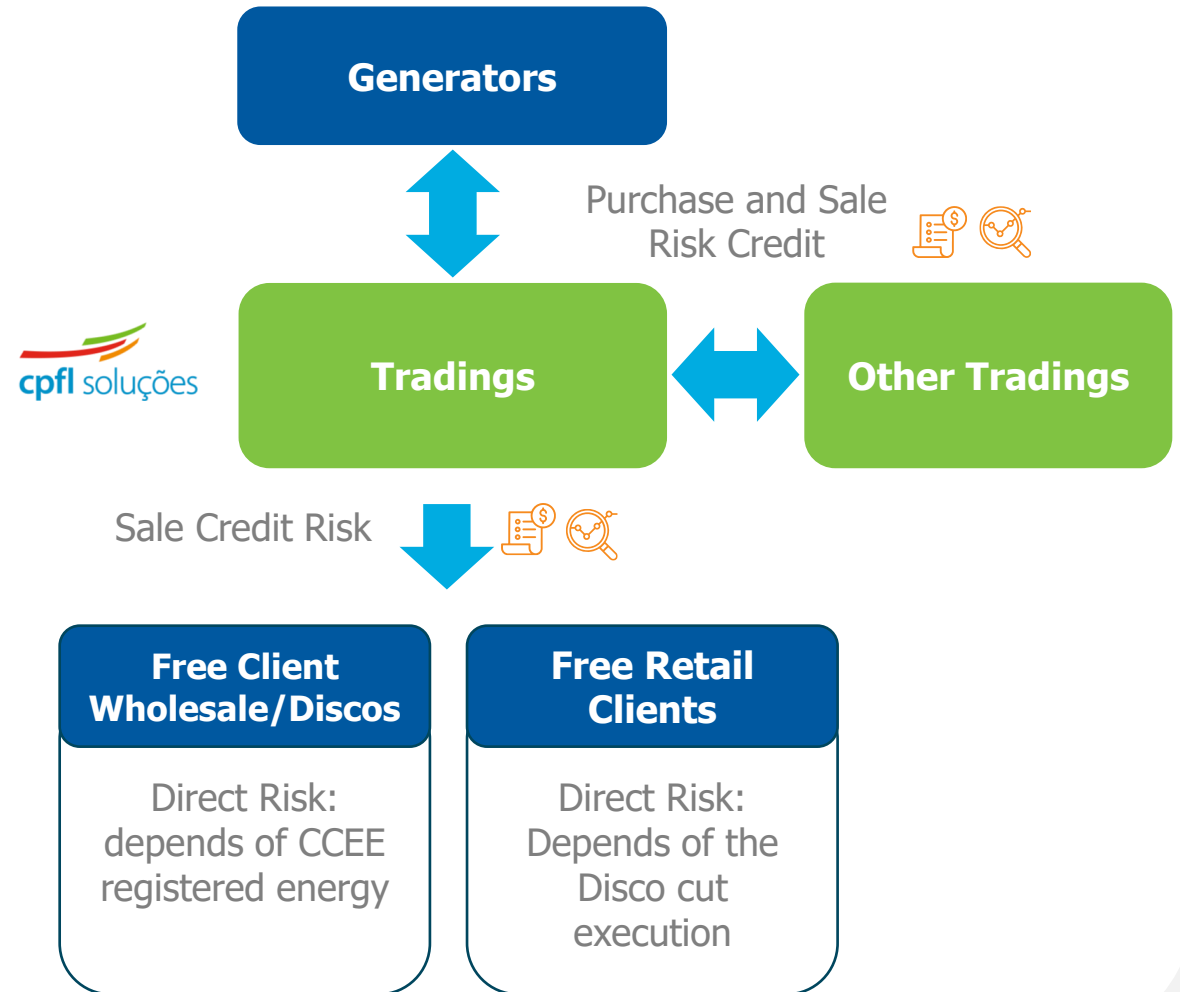 Generators
Purchase and Sale
Risk Credit
cpfl soluções
Tradings
Other Tradings
Sale Credit Risk
Free Client
Wholesale/Discos
Direct Risk:
depends of CCEE
registered energy
Free Retail
Clients
Direct Risk:
Depends of the
Disco cut
execution